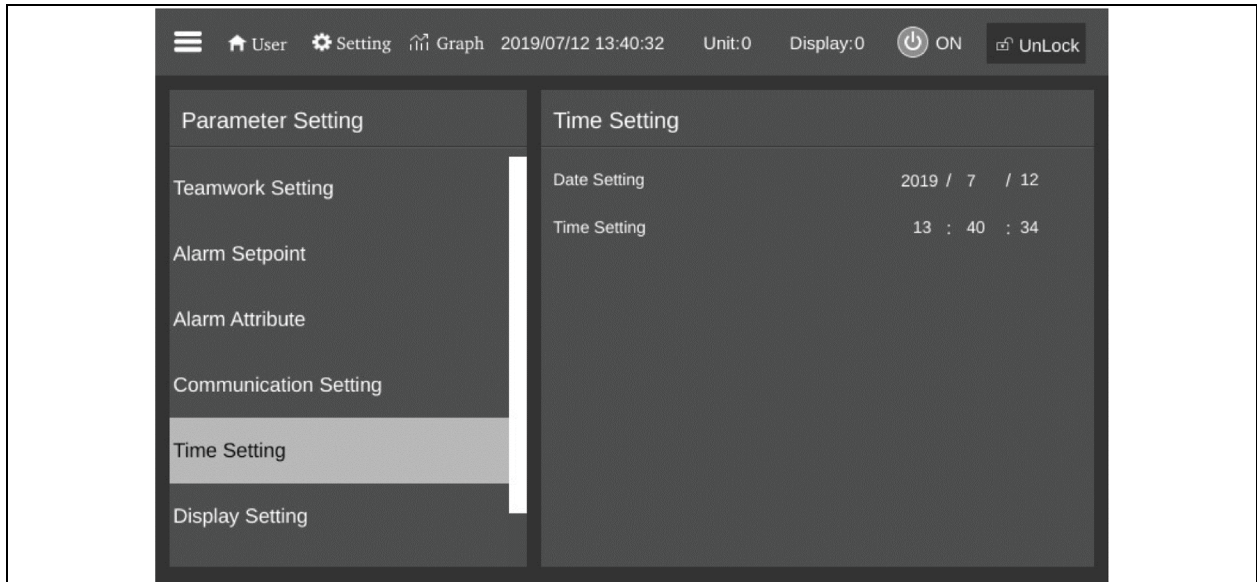 User Setting Graph 2019/07/12 13:40:32 Unit:0 Display:0 ON UnLock
Parameter Setting
Teamwork Setting
Alarm Setpoint
Alarm Attribute
Communication Setting
Time Setting
Display Setting
Time Setting
Date Setting 2019 / 7 / 12
Time Setting 13 : 40 : 34